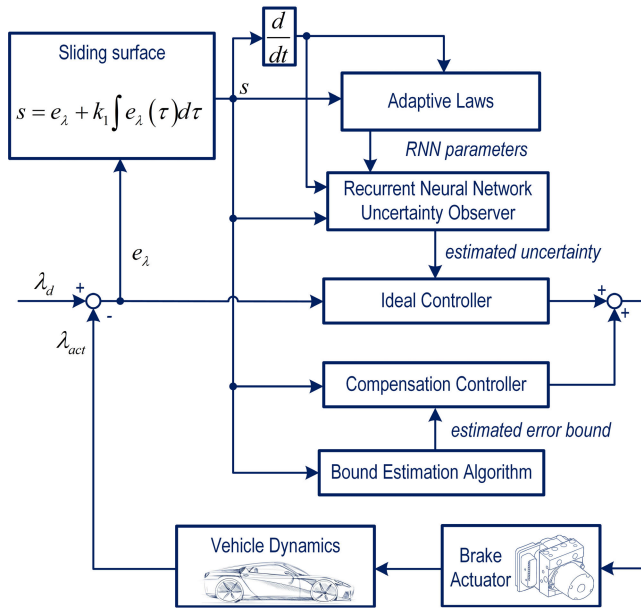 Sliding surface
s = e_λ + k_1 ∫ e_λ (τ) dτ
d
dt
s
Adaptive Laws
RNN parameters
Recurrent Neural Network
Uncertainty Observer
estimated uncertainty
e_λ
λ_d
+
-
λ_act
Ideal Controller
+
+
Compensation Controller
estimated error bound
Bound Estimation Algorithm
Vehicle Dynamics
Brake
Actuator